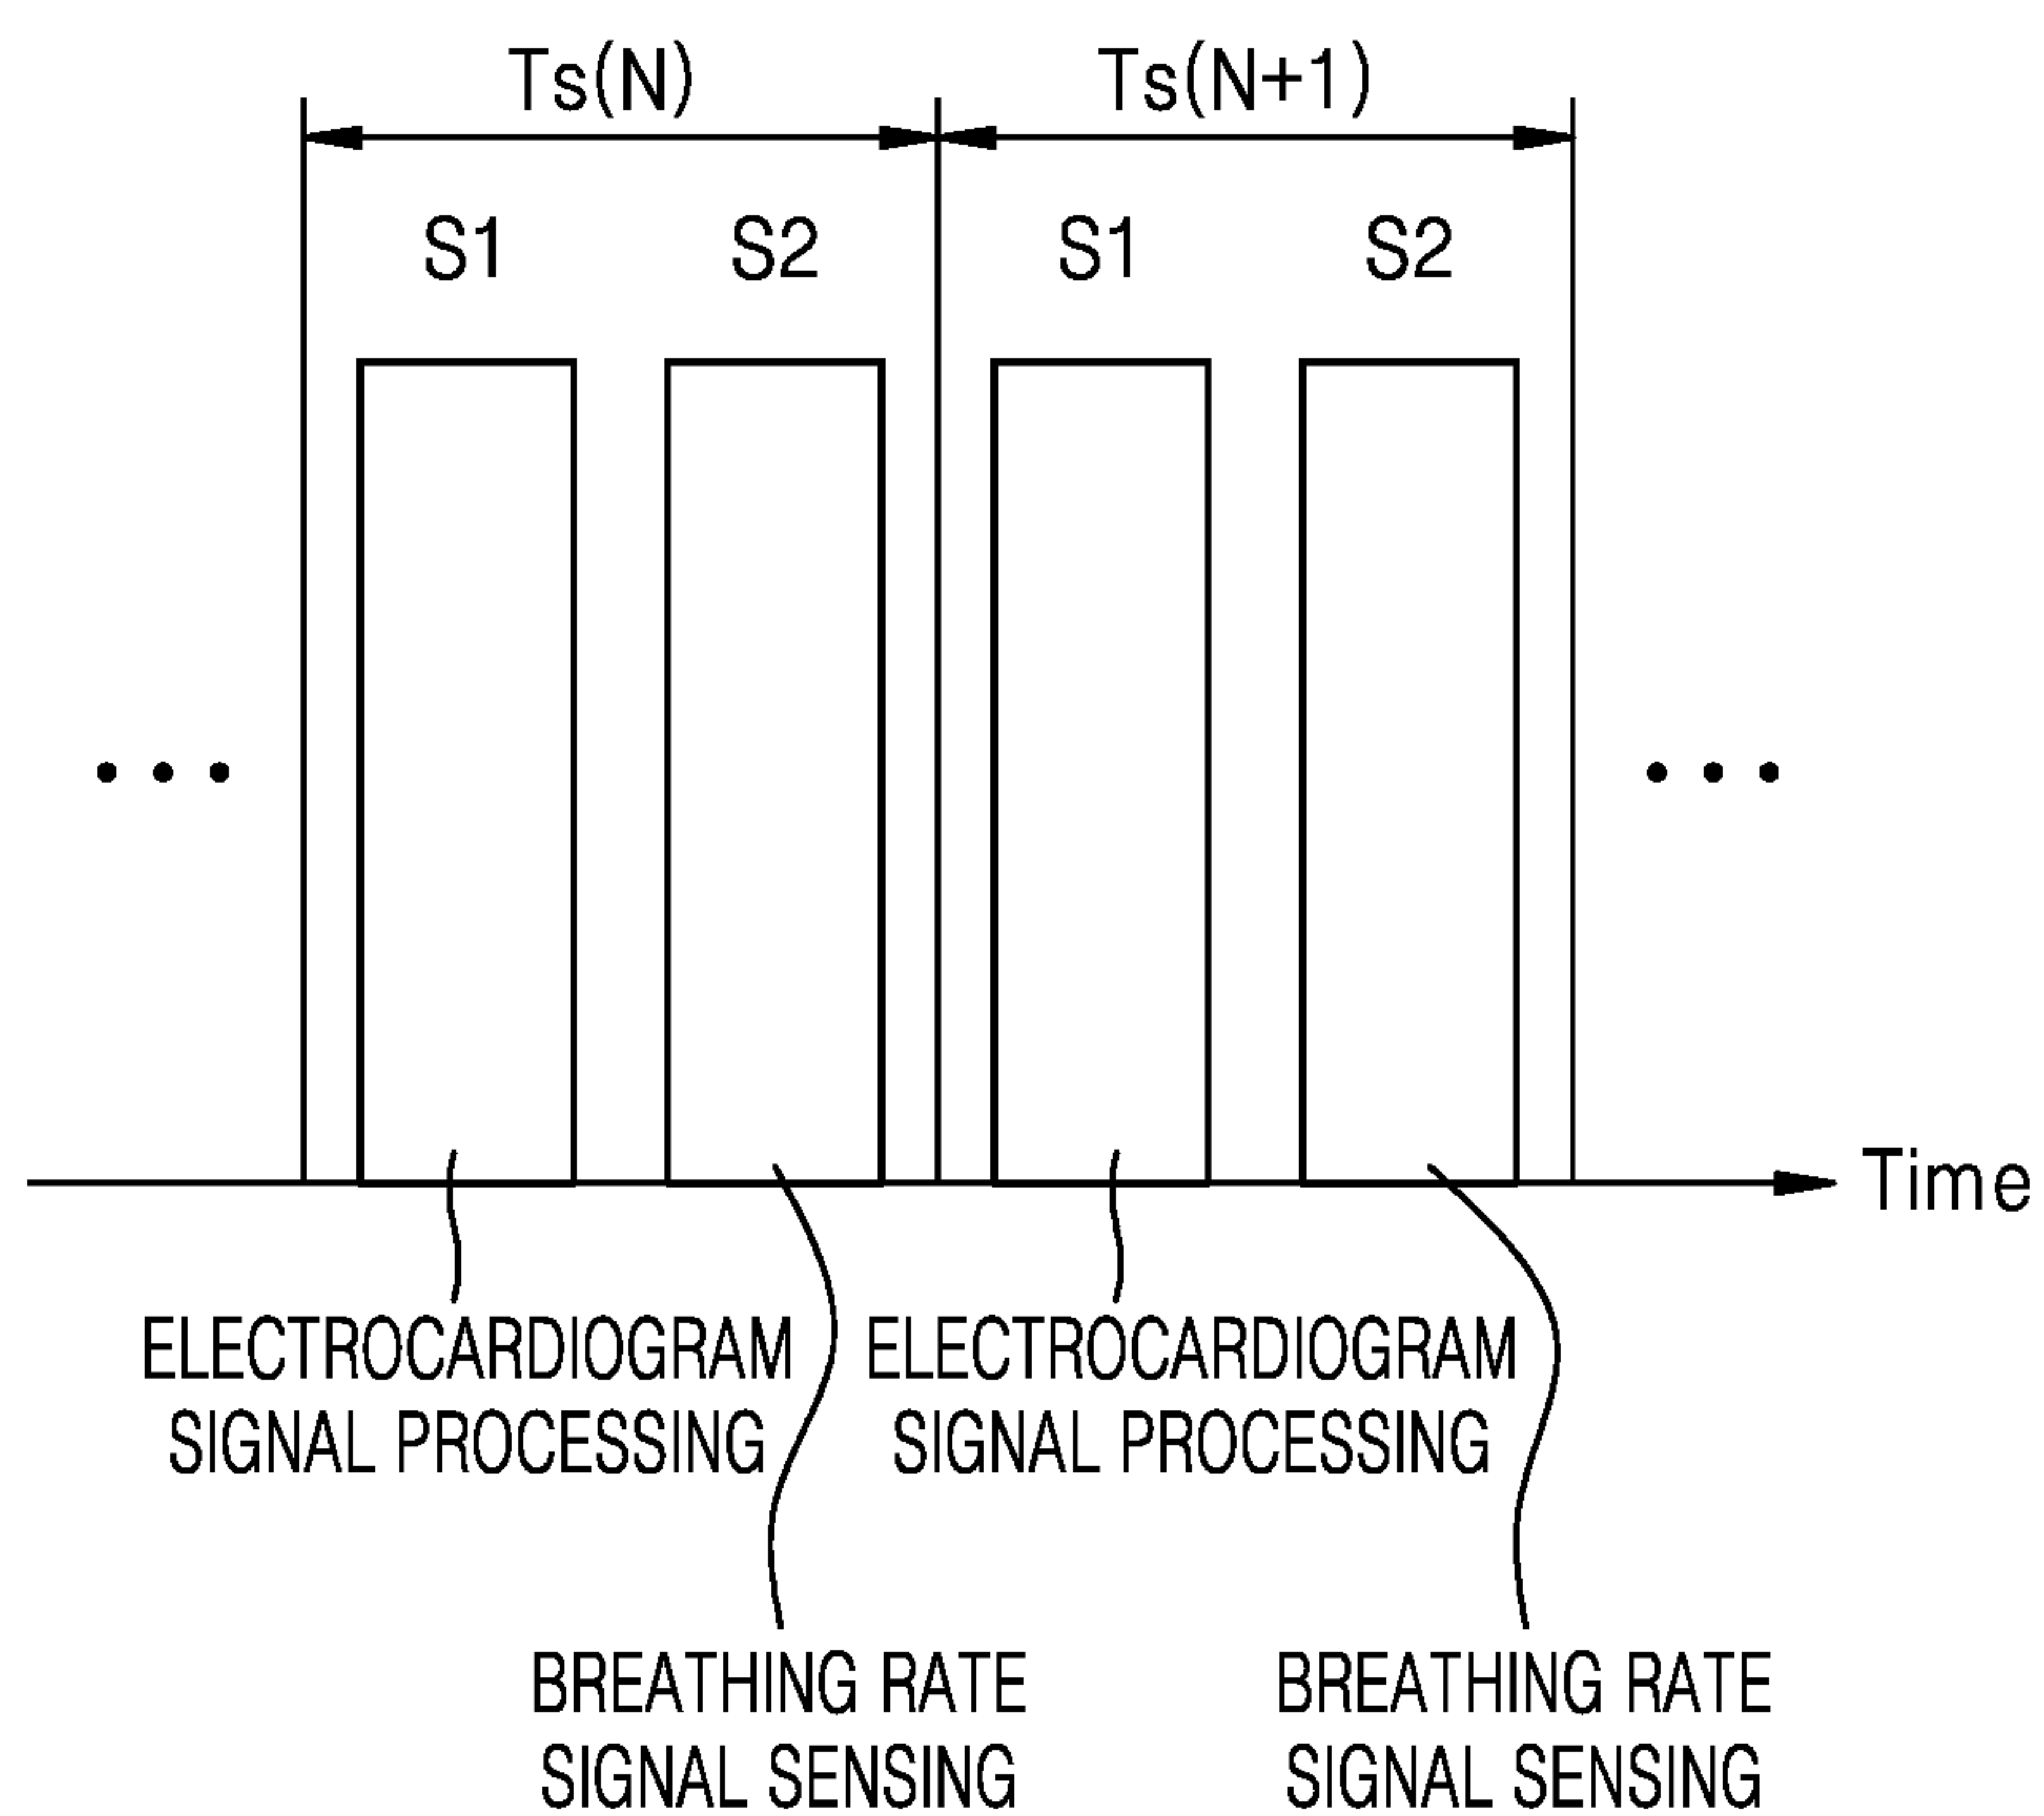 Ts(N) Ts(N+1)
S1 S2 S1 S2
Time
ELECTROCARDIOGRAM
SIGNAL PROCESSING
ELECTROCARDIOGRAM
SIGNAL PROCESSING
BREATHING RATE
SIGNAL SENSING
BREATHING RATE
SIGNAL SENSING